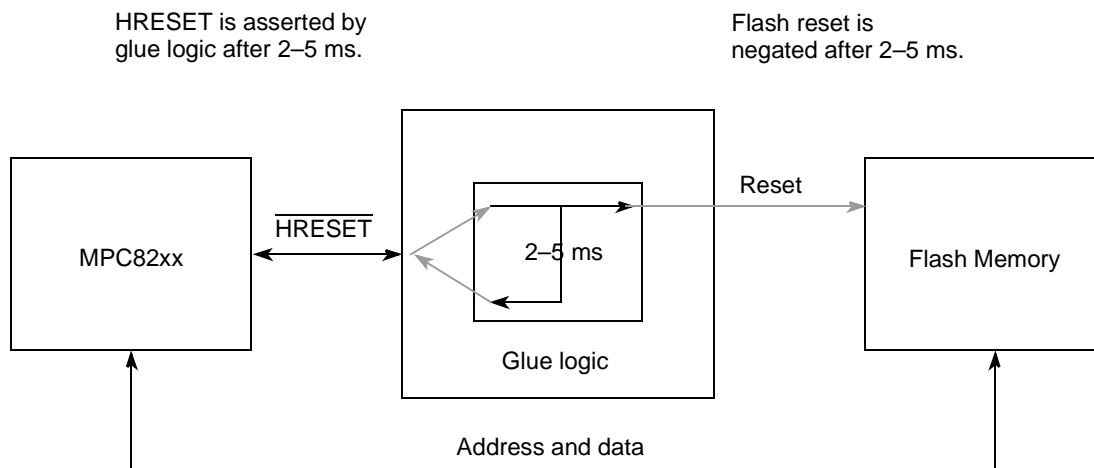 HRESET is asserted by
glue logic after 2–5 ms.
Flash reset is
negated after 2–5 ms.
Reset
HRESET
MPC82xx
2–5 ms
Flash Memory
Glue logic
Address and data